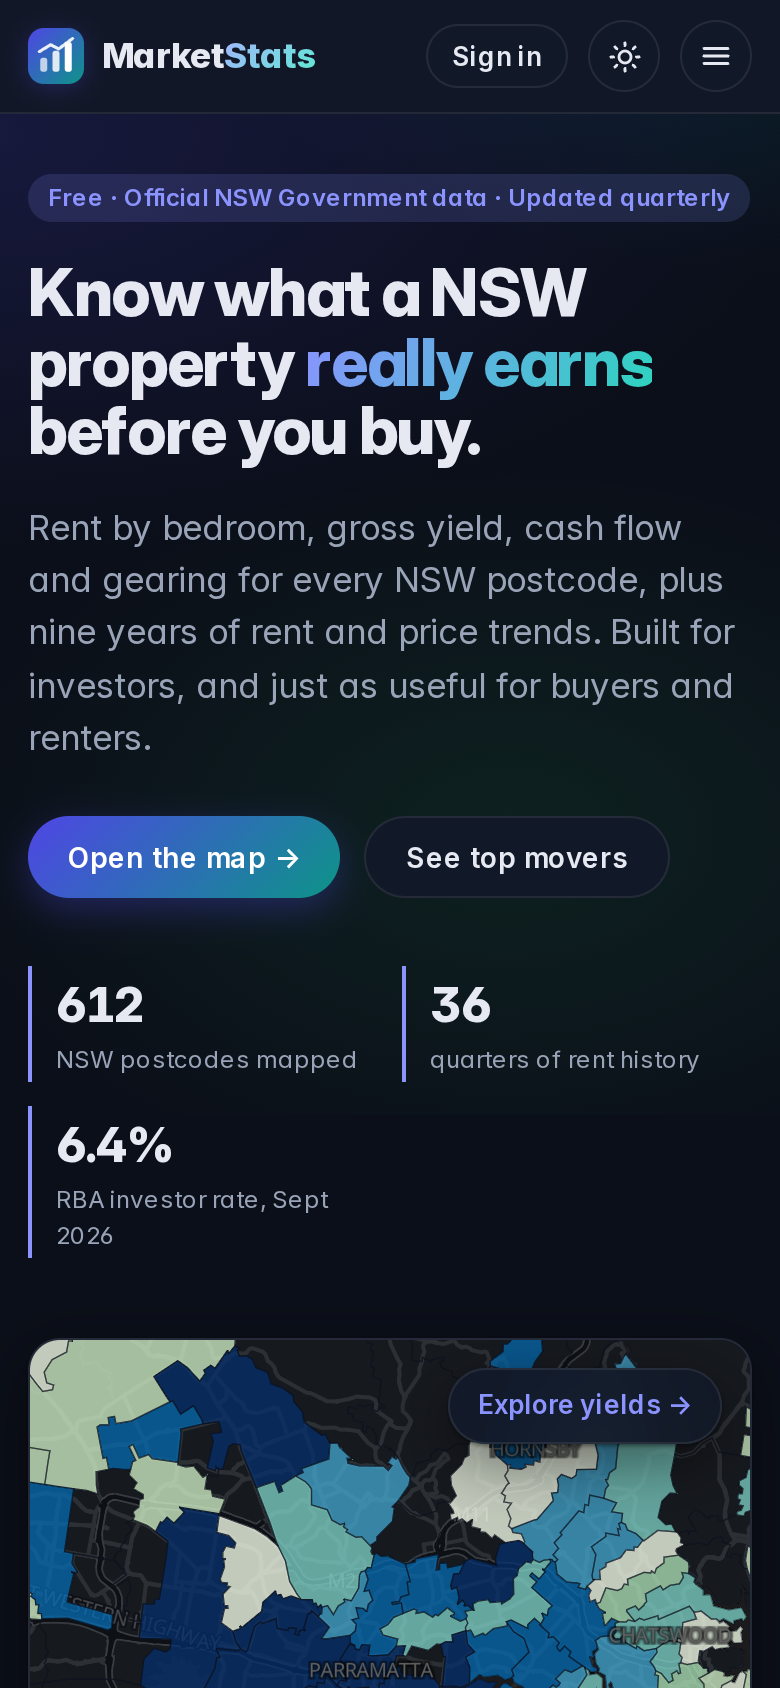 MarketStats
Sign in
Free · Official NSW Government data · Updated quarterly
Know what a NSW
property really earns
before you buy.
Rent by bedroom, gross yield, cash flow
and gearing for every NSW postcode, plus
nine years of rent and price trends. Built for
investors, and just as useful for buyers and
renters.
Open the map →
See top movers
612
NSW postcodes mapped
36
quarters of rent history
6.4%
RBA investor rate, Sept
2026
Explore yields →
HORNSBY
M11
M2
WESTERN HIGHWAY
CHATSWOOD
PARRAMATTA